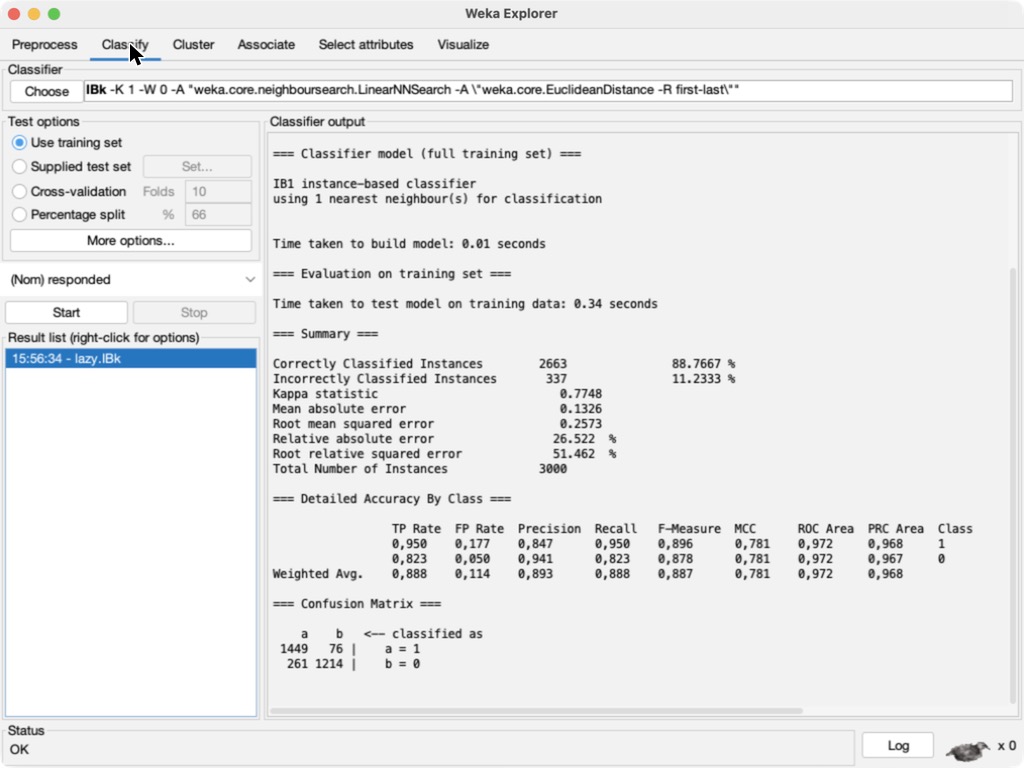 Weka Explorer
Preprocess Classify Cluster Associate Select attributes Visualize
Classifier
Choose IBk -K 1 -W 0 -A "weka.core.neighboursearch.LinearNNSearch -A \"weka.core.EuclideanDistance -R first-last\""
Test options
Use training set
Supplied test set Set...
Cross-validation Folds 10
Percentage split % 66
More options...
(Nom) responded
Start Stop
Result list (right-click for options)
15:56:34 - lazy.IBk
Classifier output
=== Classifier model (full training set) ===
IB1 instance-based classifier
using 1 nearest neighbour(s) for classification
Time taken to build model: 0.01 seconds
=== Evaluation on training set ===
Time taken to test model on training data: 0.34 seconds
=== Summary ===
Correctly Classified Instances 2663 88.7667 %
Incorrectly Classified Instances 337 11.2333 %
Kappa statistic 0.7748
Mean absolute error 0.1326
Root mean squared error 0.2573
Relative absolute error 26.522 %
Root relative squared error 51.462 %
Total Number of Instances 3000
=== Detailed Accuracy By Class ===
TP Rate FP Rate Precision Recall F-Measure MCC ROC Area PRC Area Class
0,950 0,177 0,847 0,950 0,896 0,781 0,972 0,968 1
0,823 0,050 0,941 0,823 0,878 0,781 0,972 0,967 0
Weighted Avg. 0,888 0,114 0,893 0,888 0,887 0,781 0,972 0,968
=== Confusion Matrix ===
a b <-- classified as
1449 76 | a = 1
261 1214 | b = 0
Status
OK
Log
x 0